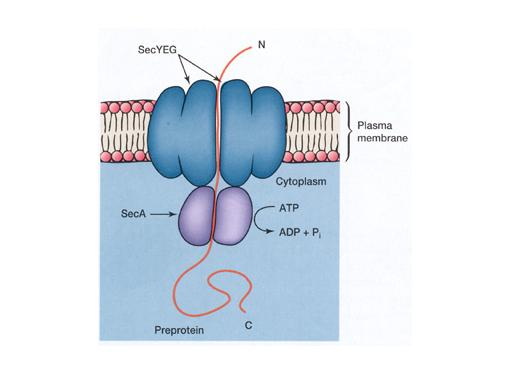 SecYEG
N
Plasma
membrane
Cytoplasm
SecA
ATP
ADP + Pi
Preprotein
C